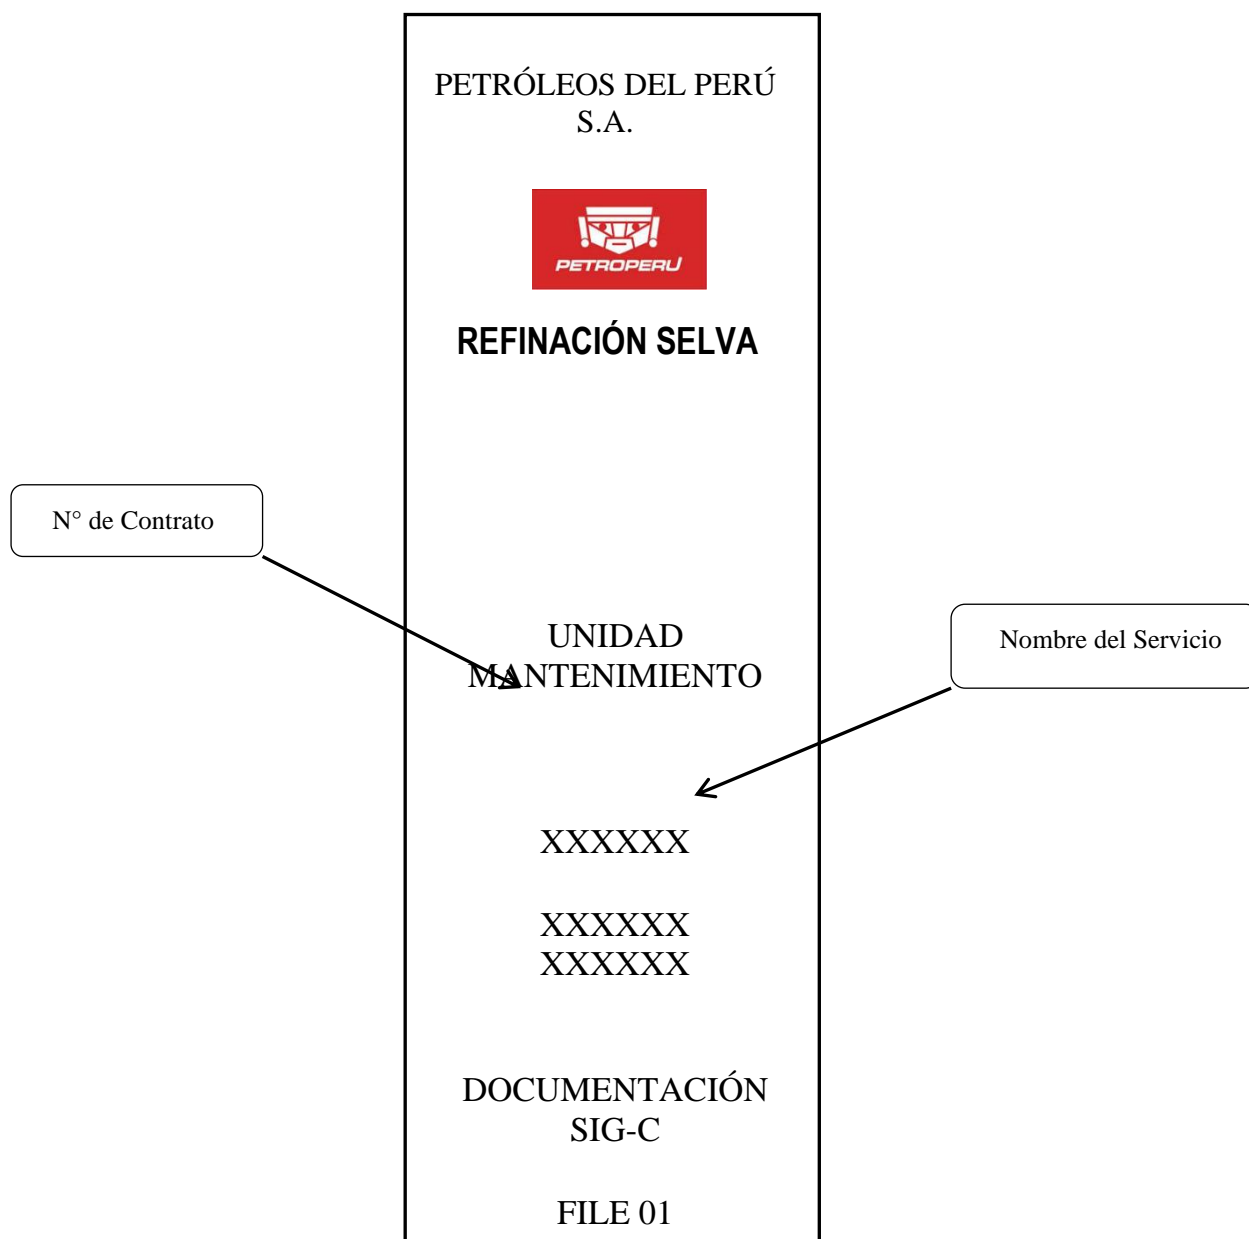 PETRÓLEOS DEL PERÚ
S.A.
PETROPERÚ
REFINACIÓN SELVA
N° de Contrato
UNIDAD
MANTENIMIENTO
Nombre del Servicio
XXXXXX
XXXXXX
XXXXXX
DOCUMENTACIÓN
SIG-C
FILE 01